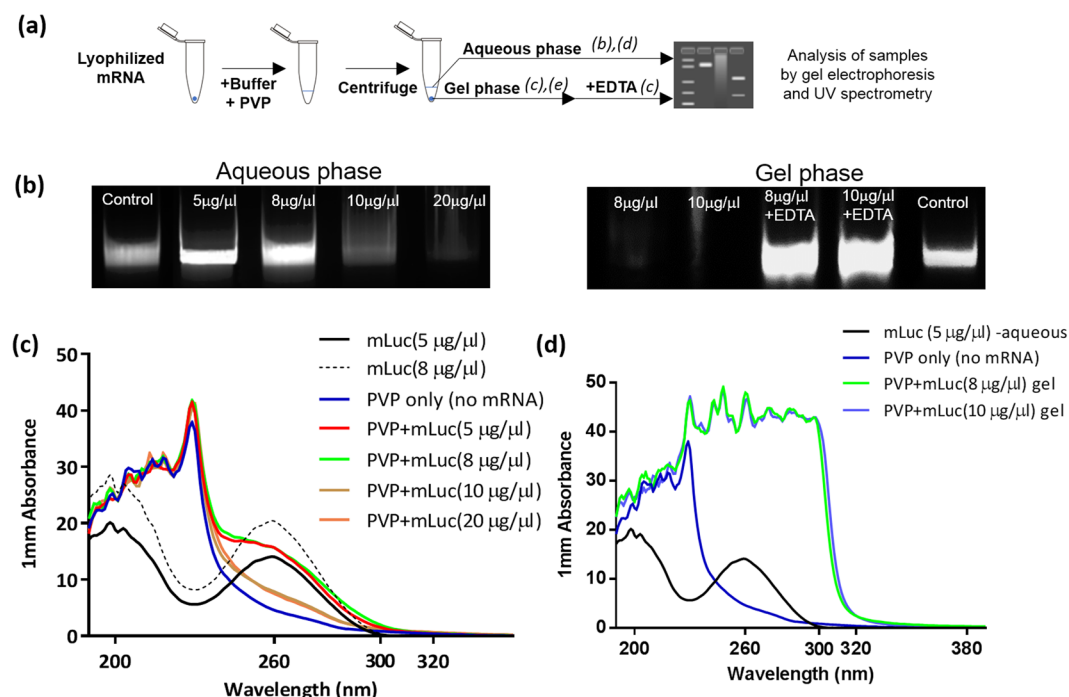 (a)
Lyophilized
mRNA
+Buffer
+ PVP
Centrifuge
Aqueous phase (b),(d)
Gel phase (c),(e)
+EDTA (c)
Analysis of samples
by gel electrophoresis
and UV spectrometry
(b)
Aqueous phase
Control
5µg/µl
8µg/µl
10µg/µl
20µg/µl
Gel phase
8µg/µl
10µg/µl
8µg/µl
+EDTA
10µg/µl
+EDTA
Control
(c)
mLuc(5 µg/µl)
mLuc(8 µg/µl)
PVP only (no mRNA)
PVP+mLuc(5 µg/µl)
PVP+mLuc(8 µg/µl)
PVP+mLuc(10 µg/µl)
PVP+mLuc(20 µg/µl)
1mm Absorbance
50
40
30
20
10
0
200
260
300
320
Wavelength (nm)
(d)
mLuc (5 µg/µl) -aqueous
PVP only (no mRNA)
PVP+mLuc(8 µg/µl) gel
PVP+mLuc(10 µg/µl) gel
1mm Absorbance
50
40
30
20
10
0
200
260
300
320
380
Wavelength (nm)